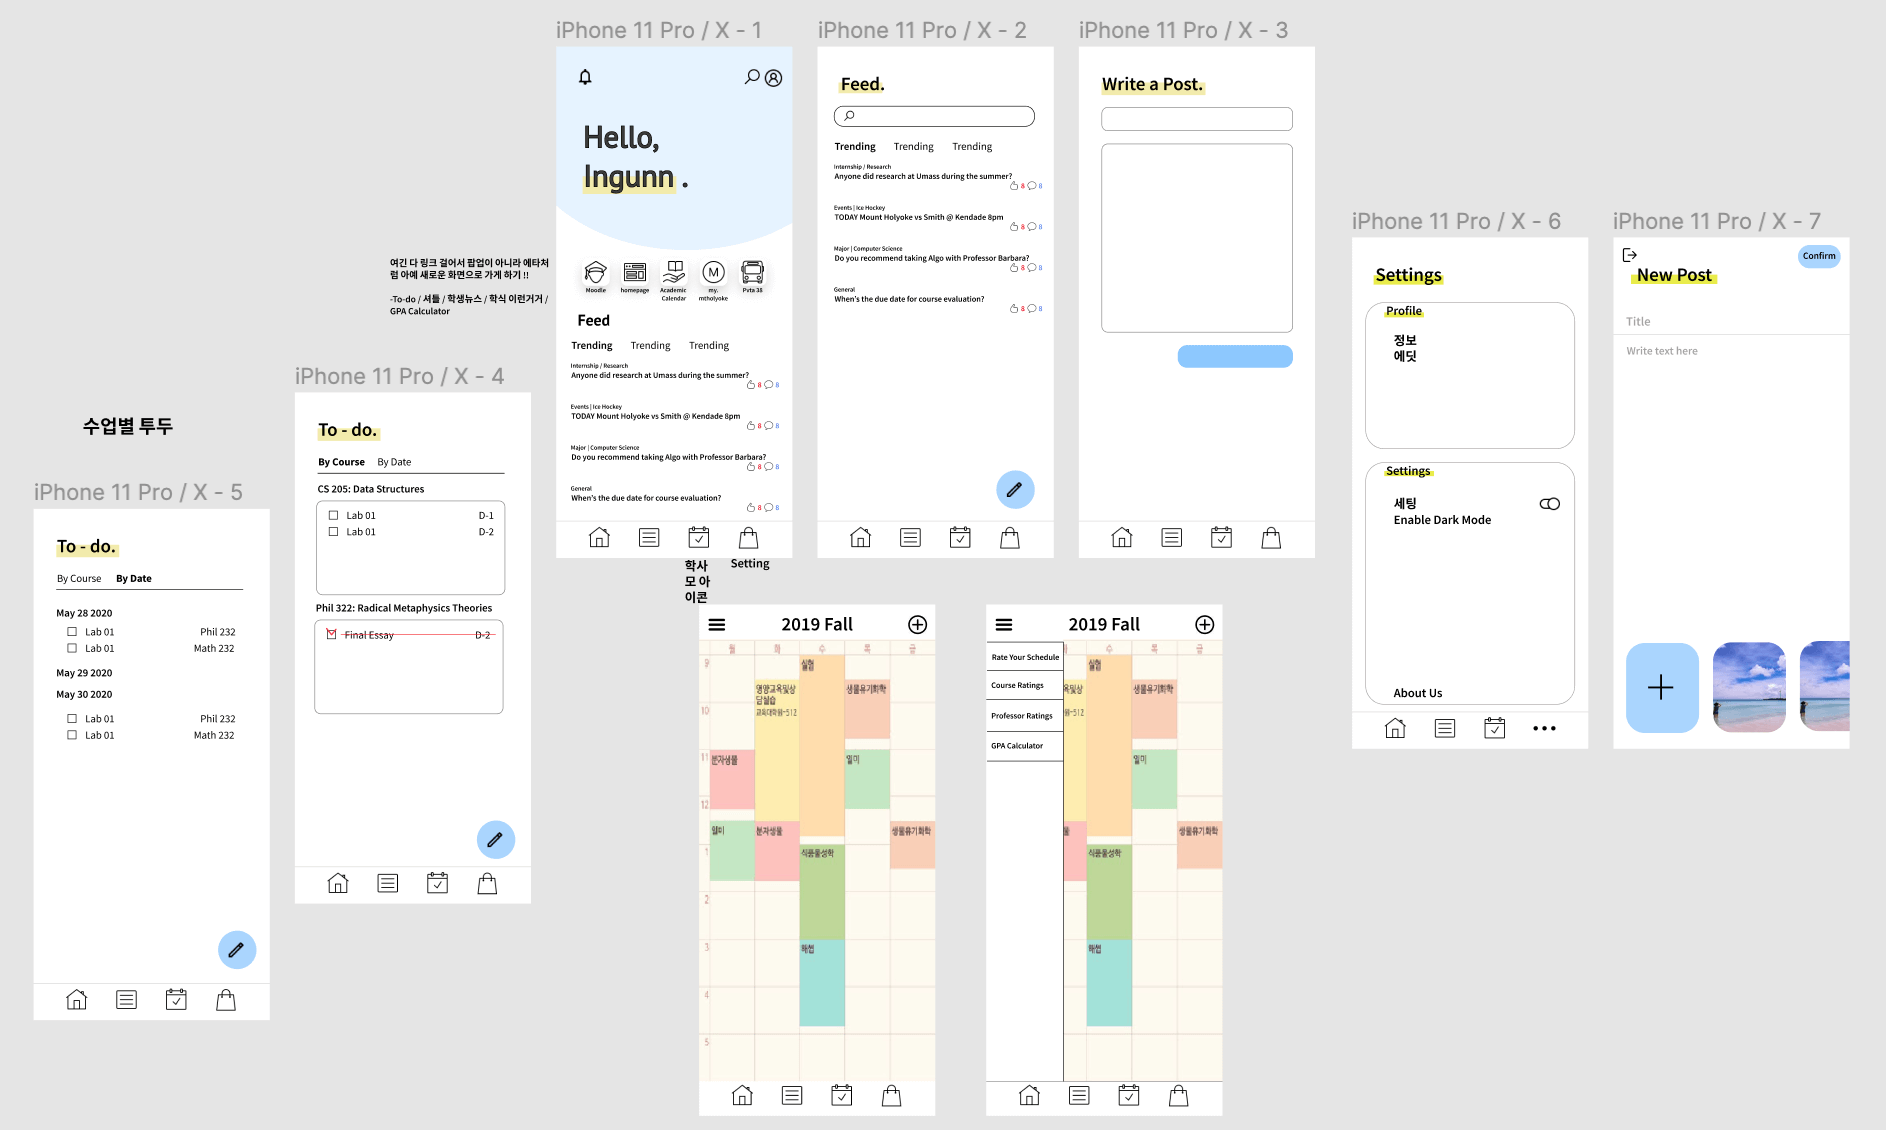 iPhone 11 Pro / X - 1
Hello,
Ingunn .
Moodle
homepage
Academic
Calendar
my.
mtholyoke
Pvta 38
Feed
Trending Trending Trending
Internship / Research
Anyone did research at Umass during the summer?
8 8
Events | Ice Hockey
TODAY Mount Holyoke vs Smith @ Kendade 8pm
8 8
Major | Computer Science
Do you recommend taking Algo with Professor Barbara?
8 8
General
When's the due date for course evaluation?
8 8
학사
모 아
이콘
Setting
iPhone 11 Pro / X - 2
Feed.
Trending Trending Trending
Internship / Research
Anyone did research at Umass during the summer?
8 8
Events | Ice Hockey
TODAY Mount Holyoke vs Smith @ Kendade 8pm
8 8
Major | Computer Science
Do you recommend taking Algo with Professor Barbara?
8 8
General
When's the due date for course evaluation?
8 8
iPhone 11 Pro / X - 3
Write a Post.
여긴 다 링크 걸어서 팝업이 아니라 에타처
럼 아예 새로운 화면으로 가게 하기 !!
-To-do / 셔틀 / 학생뉴스 / 학식 이런거거 /
GPA Calculator
iPhone 11 Pro / X - 4
To - do.
By Course By Date
CS 205: Data Structures
Lab 01 D-1
Lab 01 D-2
Phil 322: Radical Metaphysics Theories
Final Essay D-2
수업별 투두
iPhone 11 Pro / X - 5
To - do.
By Course By Date
May 28 2020
Lab 01 Phil 232
Lab 01 Math 232
May 29 2020
May 30 2020
Lab 01 Phil 232
Lab 01 Math 232
2019 Fall
월 화 수 목 금
9
실험
영양교육및상
담실습
교육대학원-512
생물유기화학
10
11
분자생물
일미
12
일미
분자생물
생물유기화학
1
식품물성학
2
3
해썹
4
5
2019 Fall
수 목 금
Rate Your Schedule
Course Ratings
Professor Ratings
GPA Calculator
실험
육및상
생물유기화학
원-512
일미
물
생물유기화학
식품물성학
해썹
iPhone 11 Pro / X - 6
Settings
Profile
정보
에딧
Settings
세팅
Enable Dark Mode
About Us
iPhone 11 Pro / X - 7
Confirm
New Post
Title
Write text here